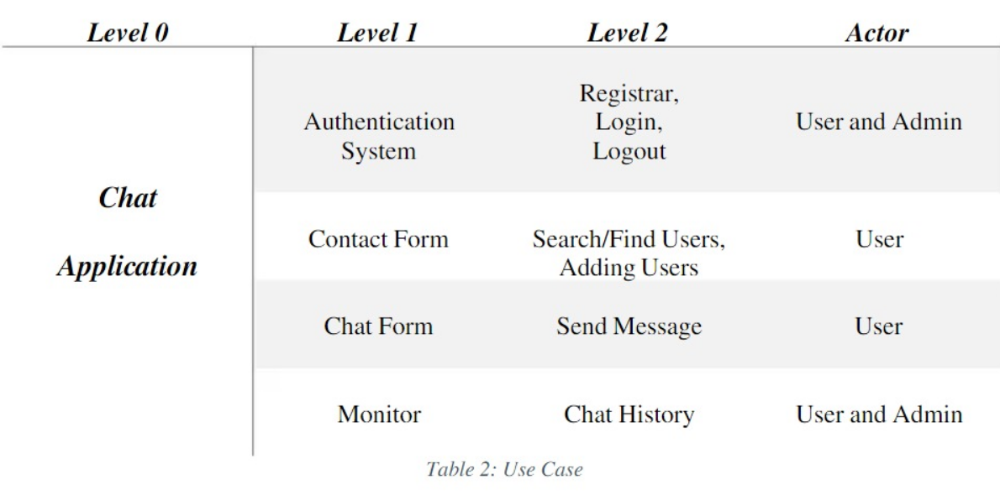 Level 0 Level 1 Level 2 Actor
Chat
Application
Authentication
System
Registrar,
Login,
Logout
User and Admin
Contact Form
Search/Find Users,
Adding Users
User
Chat Form
Send Message
User
Monitor
Chat History
User and Admin
Table 2: Use Case